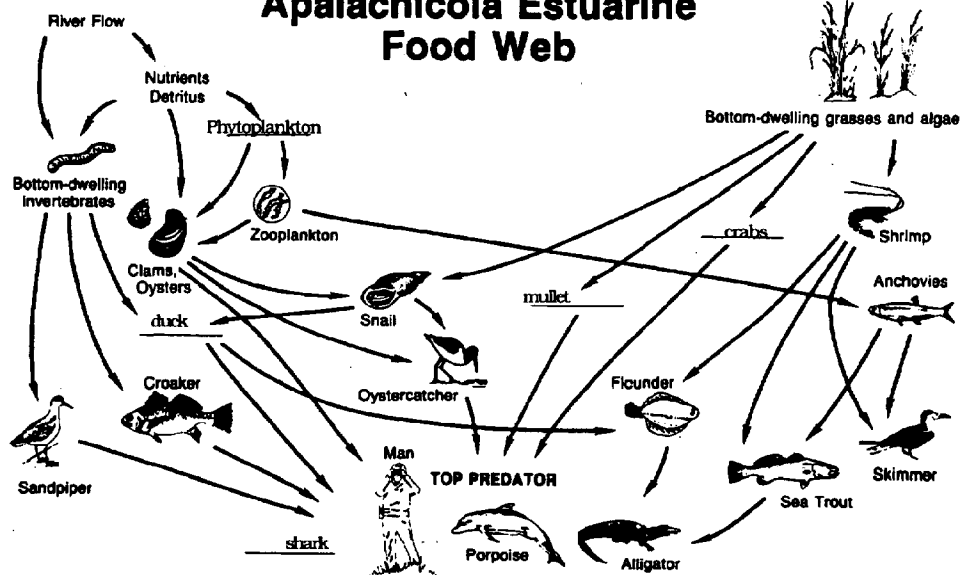 Apalachicola Estuarine
Food Web
River Flow
Nutrients
Detritus
Phytoplankton
Bottom-dwelling grasses and algae
Bottom-dwelling
invertebrates
Zooplankton
crabs
Shrimp
Clams,
Oysters
Anchovies
mullet
Snail
duck
Croaker
Oystercatcher
Flounder
Man
TOP PREDATOR
Skimmer
Sandpiper
Sea Trout
shark
Porpoise
Alligator